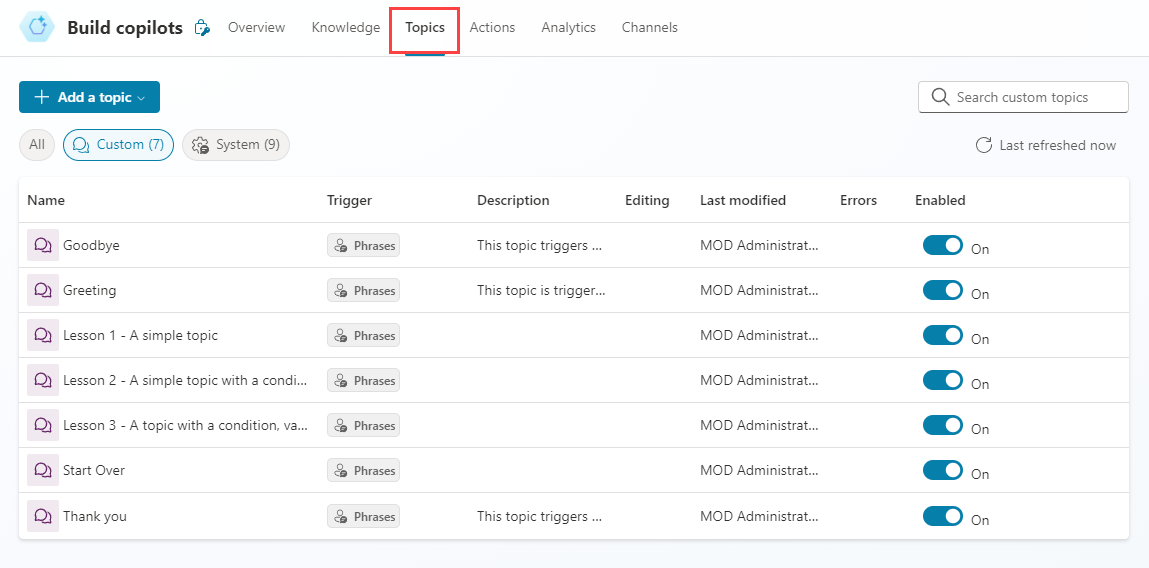 Build copilots Overview Knowledge Topics Actions Analytics Channels
Add a topic Search custom topics
All Custom (7) System (9) Last refreshed now
Name Trigger Description Editing Last modified Errors Enabled
Goodbye Phrases This topic triggers ... MOD Administrat... On
Greeting Phrases This topic is trigger... MOD Administrat... On
Lesson 1 - A simple topic Phrases MOD Administrat... On
Lesson 2 - A simple topic with a condi... Phrases MOD Administrat... On
Lesson 3 - A topic with a condition, va... Phrases MOD Administrat... On
Start Over Phrases MOD Administrat... On
Thank you Phrases This topic triggers ... MOD Administrat... On